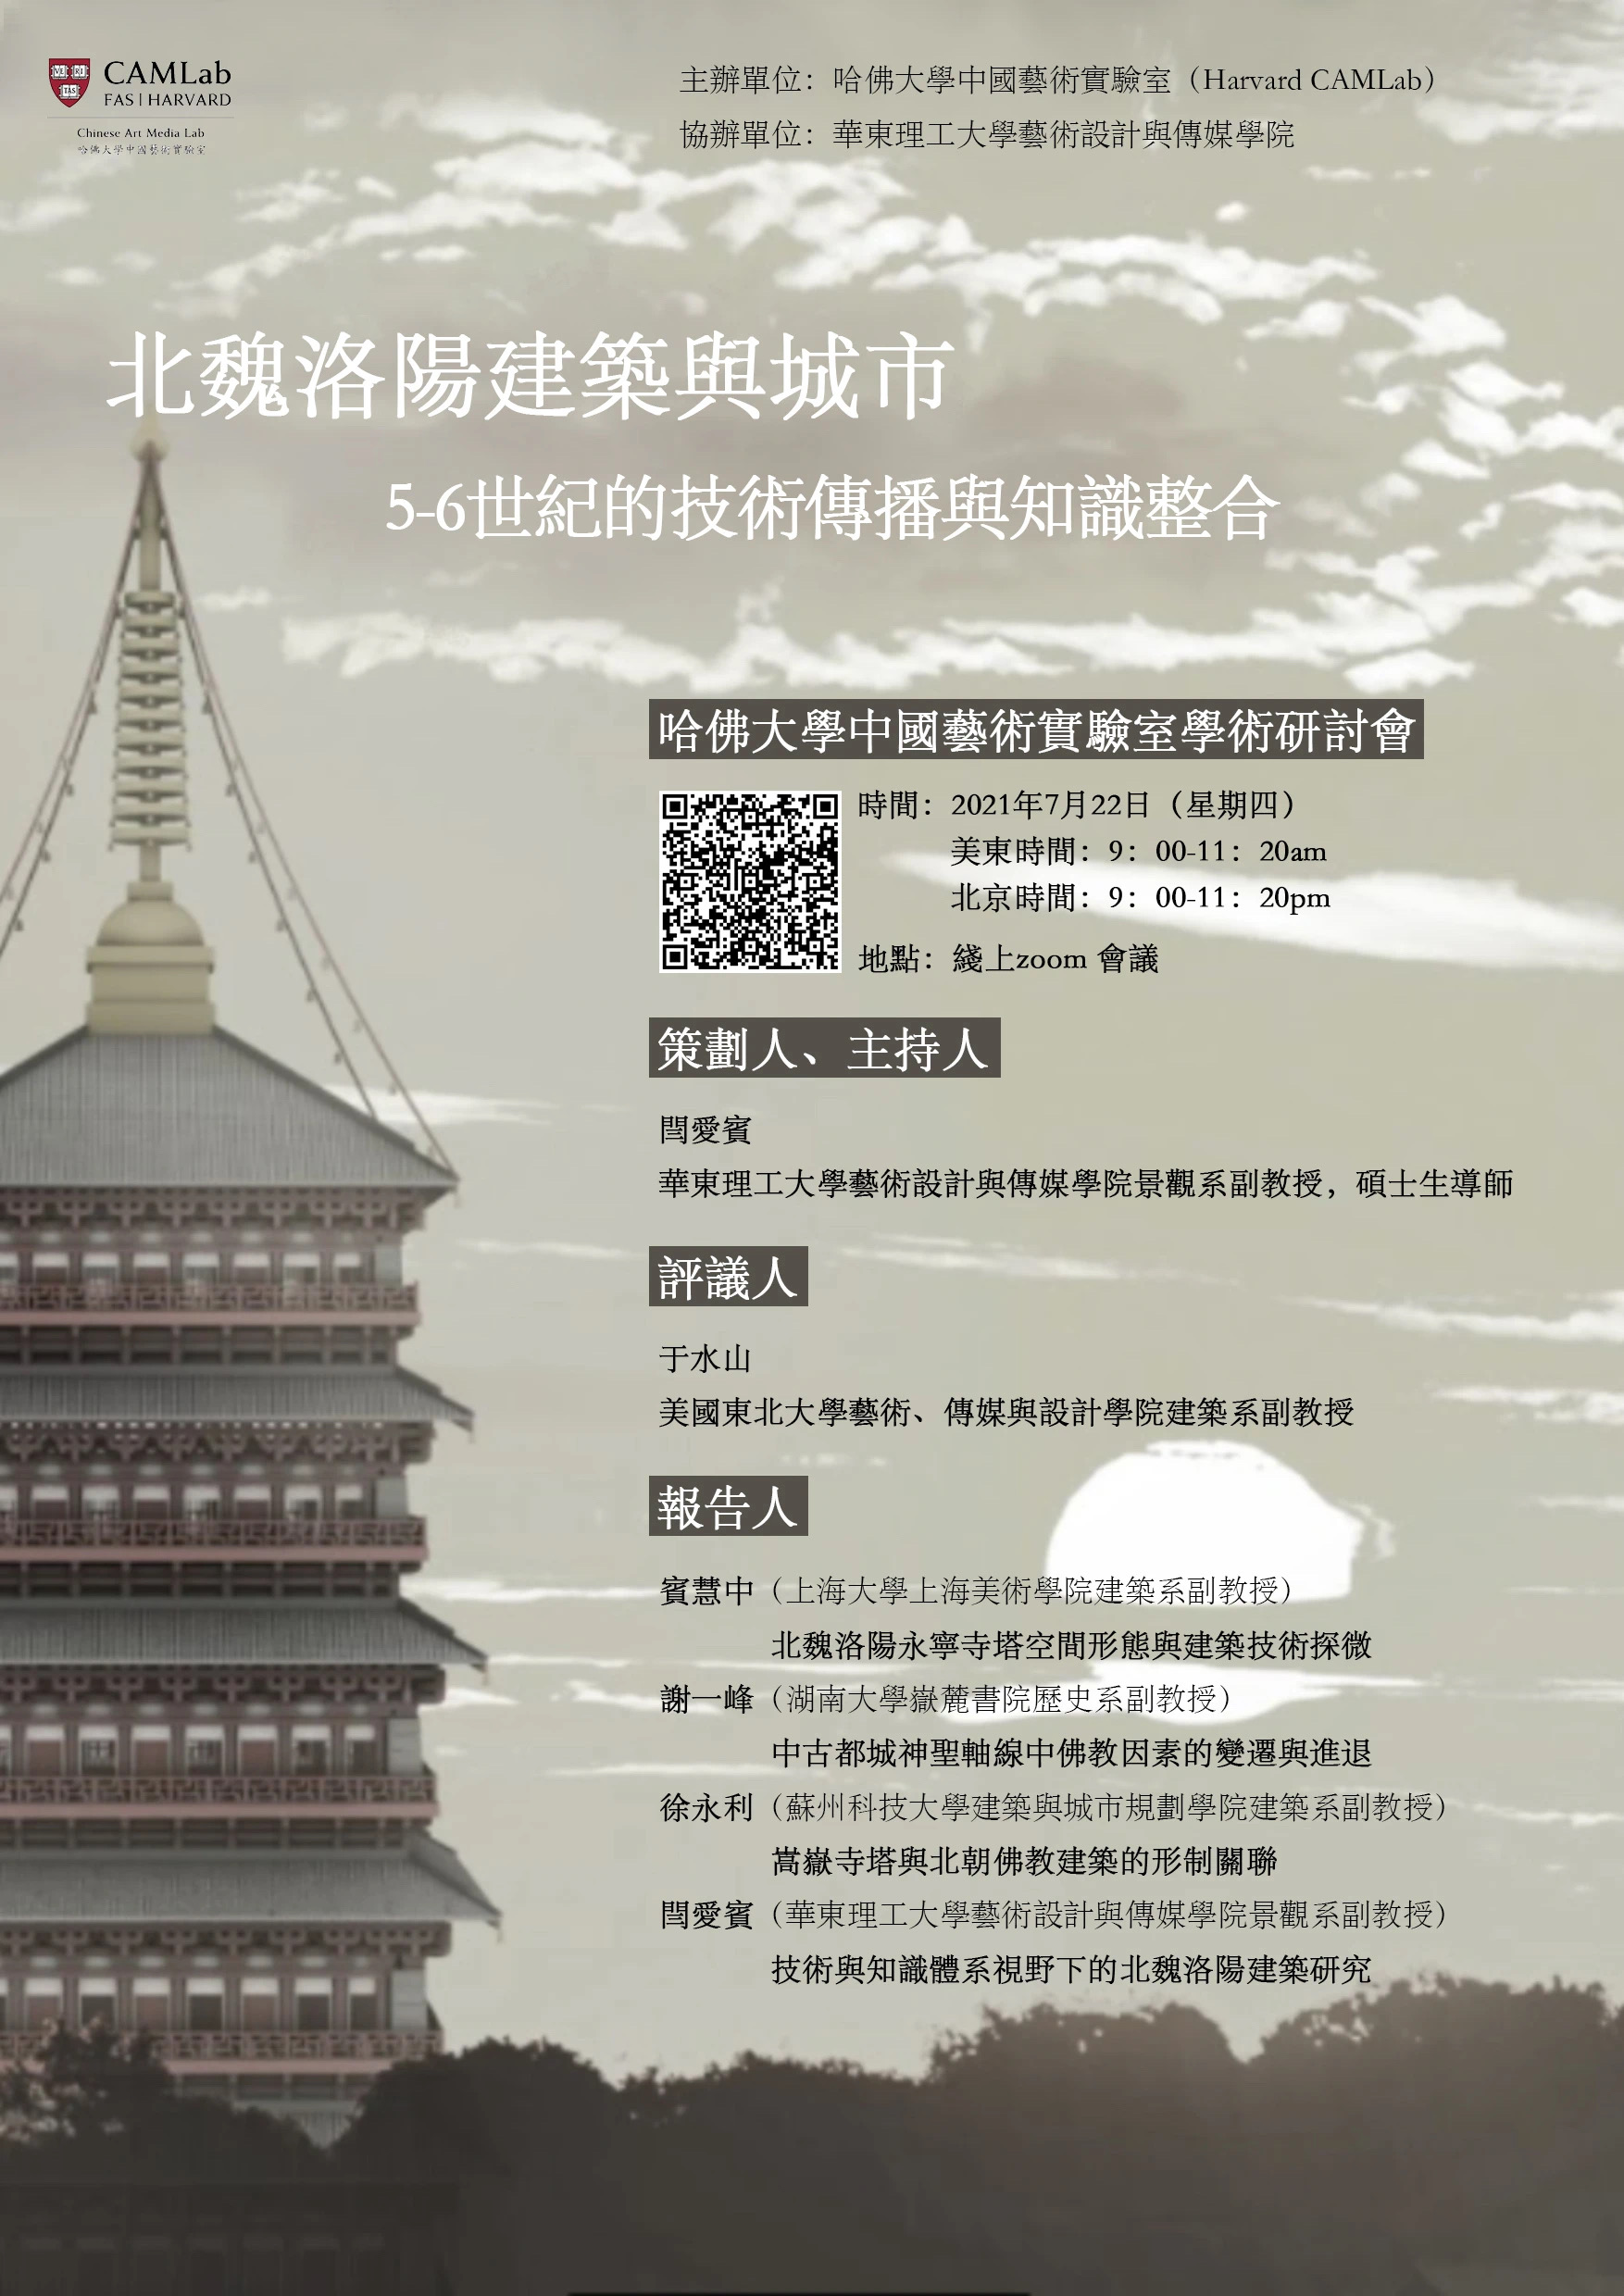 CAMLab
FAS | HARVARD
Chinese Art Media Lab
哈佛大學中國藝術實驗室
主辦單位：哈佛大學中國藝術實驗室（Harvard CAMLab）
協辦單位：華東理工大學藝術設計與傳媒學院
北魏洛陽建築與城市
5-6世紀的技術傳播與知識整合
哈佛大學中國藝術實驗室學術研討會
時間：2021年7月22日（星期四）
美東時間：9：00-11：20am
北京時間：9：00-11：20pm
地點：綫上zoom 會議
策劃人、主持人
閆愛賓
華東理工大學藝術設計與傳媒學院景觀系副教授，碩士生導師
評議人
于水山
美國東北大學藝術、傳媒與設計學院建築系副教授
報告人
賓慧中（上海大學上海美術學院建築系副教授）
北魏洛陽永寧寺塔空間形態與建築技術探微
謝一峰（湖南大學嶽麓書院歷史系副教授）
中古都城神聖軸線中佛教因素的變遷與進退
徐永利（蘇州科技大學建築與城市規劃學院建築系副教授）
嵩嶽寺塔與北朝佛教建築的形制關聯
閆愛賓（華東理工大學藝術設計與傳媒學院景觀系副教授）
技術與知識體系視野下的北魏洛陽建築研究